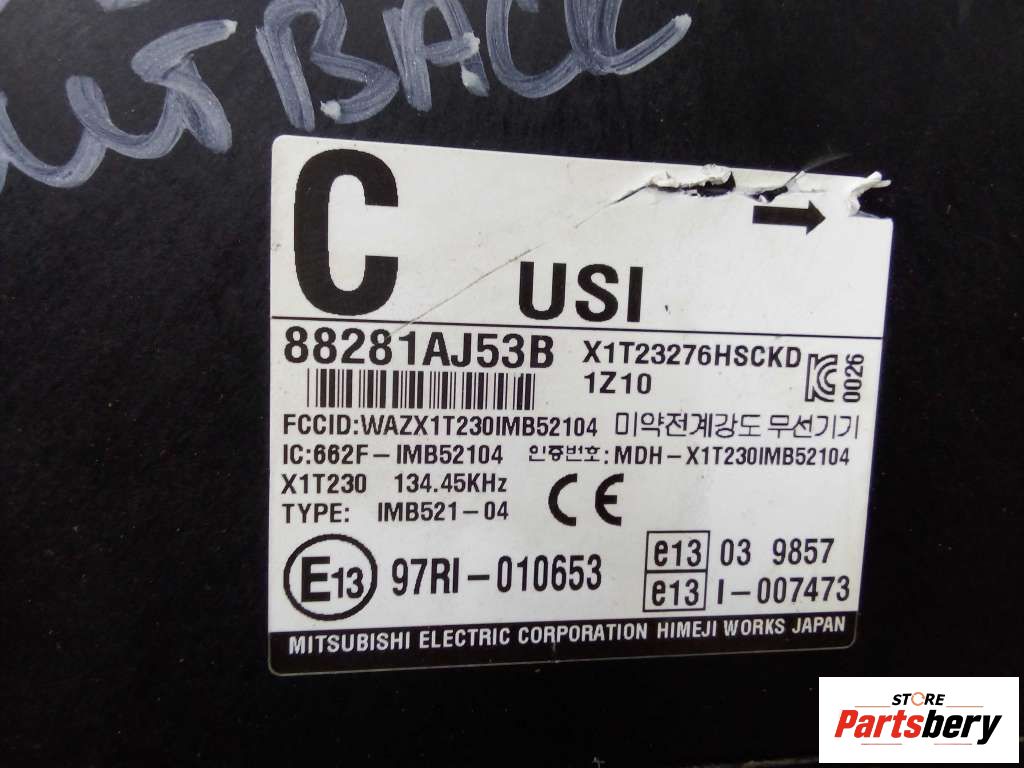 OUTBACK
C
USI
88281AJ53B
X1T23276HSCKD
1Z10
0026
FCCID:WAZX1T230IMB52104 미약전계강도 무선기기
IC:662F-IMB52104 인증번호:MDH-X1T230IMB52104
X1T230 134.45KHz
TYPE: IMB521-04
CE
E13 97RI-010653
e13 03 9857
e13 I-007473
MITSUBISHI ELECTRIC CORPORATION HIMEJI WORKS JAPAN
STORE
Partsbery